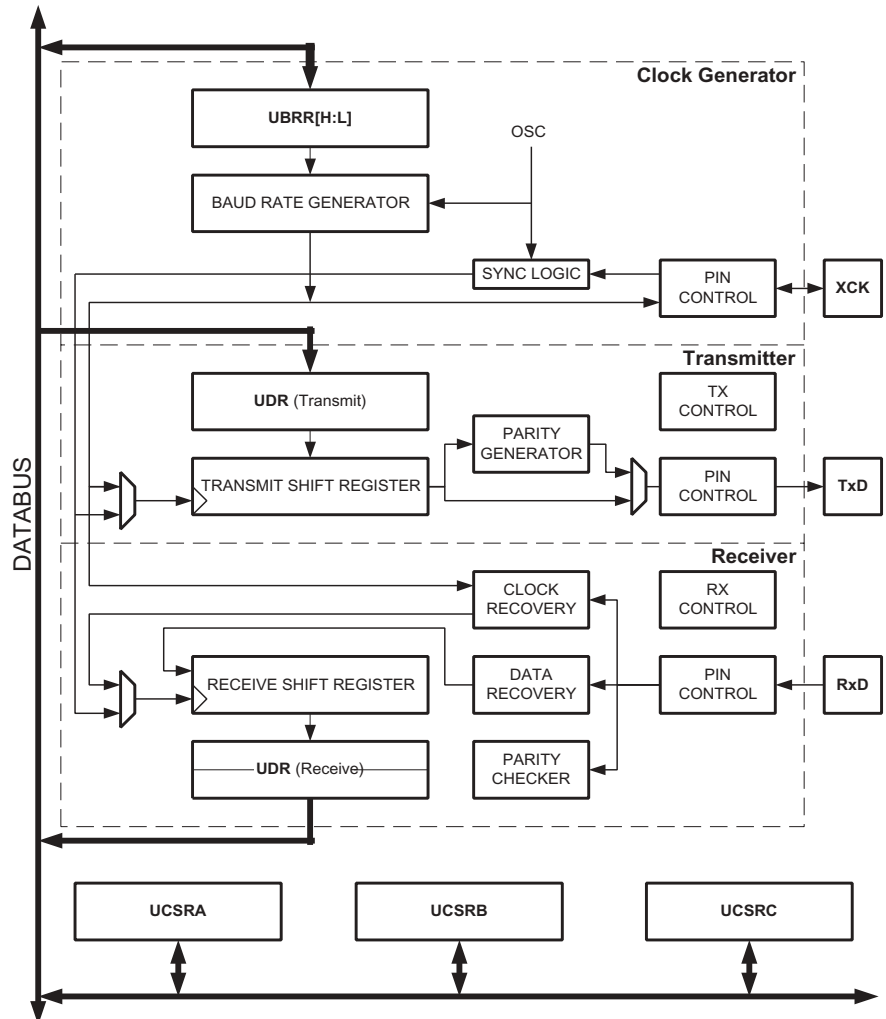 Clock Generator
UBRR[H:L]
OSC
BAUD RATE GENERATOR
SYNC LOGIC
PIN
CONTROL
XCK
Transmitter
UDR (Transmit)
TX
CONTROL
PARITY
GENERATOR
TRANSMIT SHIFT REGISTER
PIN
CONTROL
TxD
DATABUS
Receiver
CLOCK
RECOVERY
RX
CONTROL
RECEIVE SHIFT REGISTER
DATA
RECOVERY
PIN
CONTROL
RxD
UDR (Receive)
PARITY
CHECKER
UCSRA
UCSRB
UCSRC